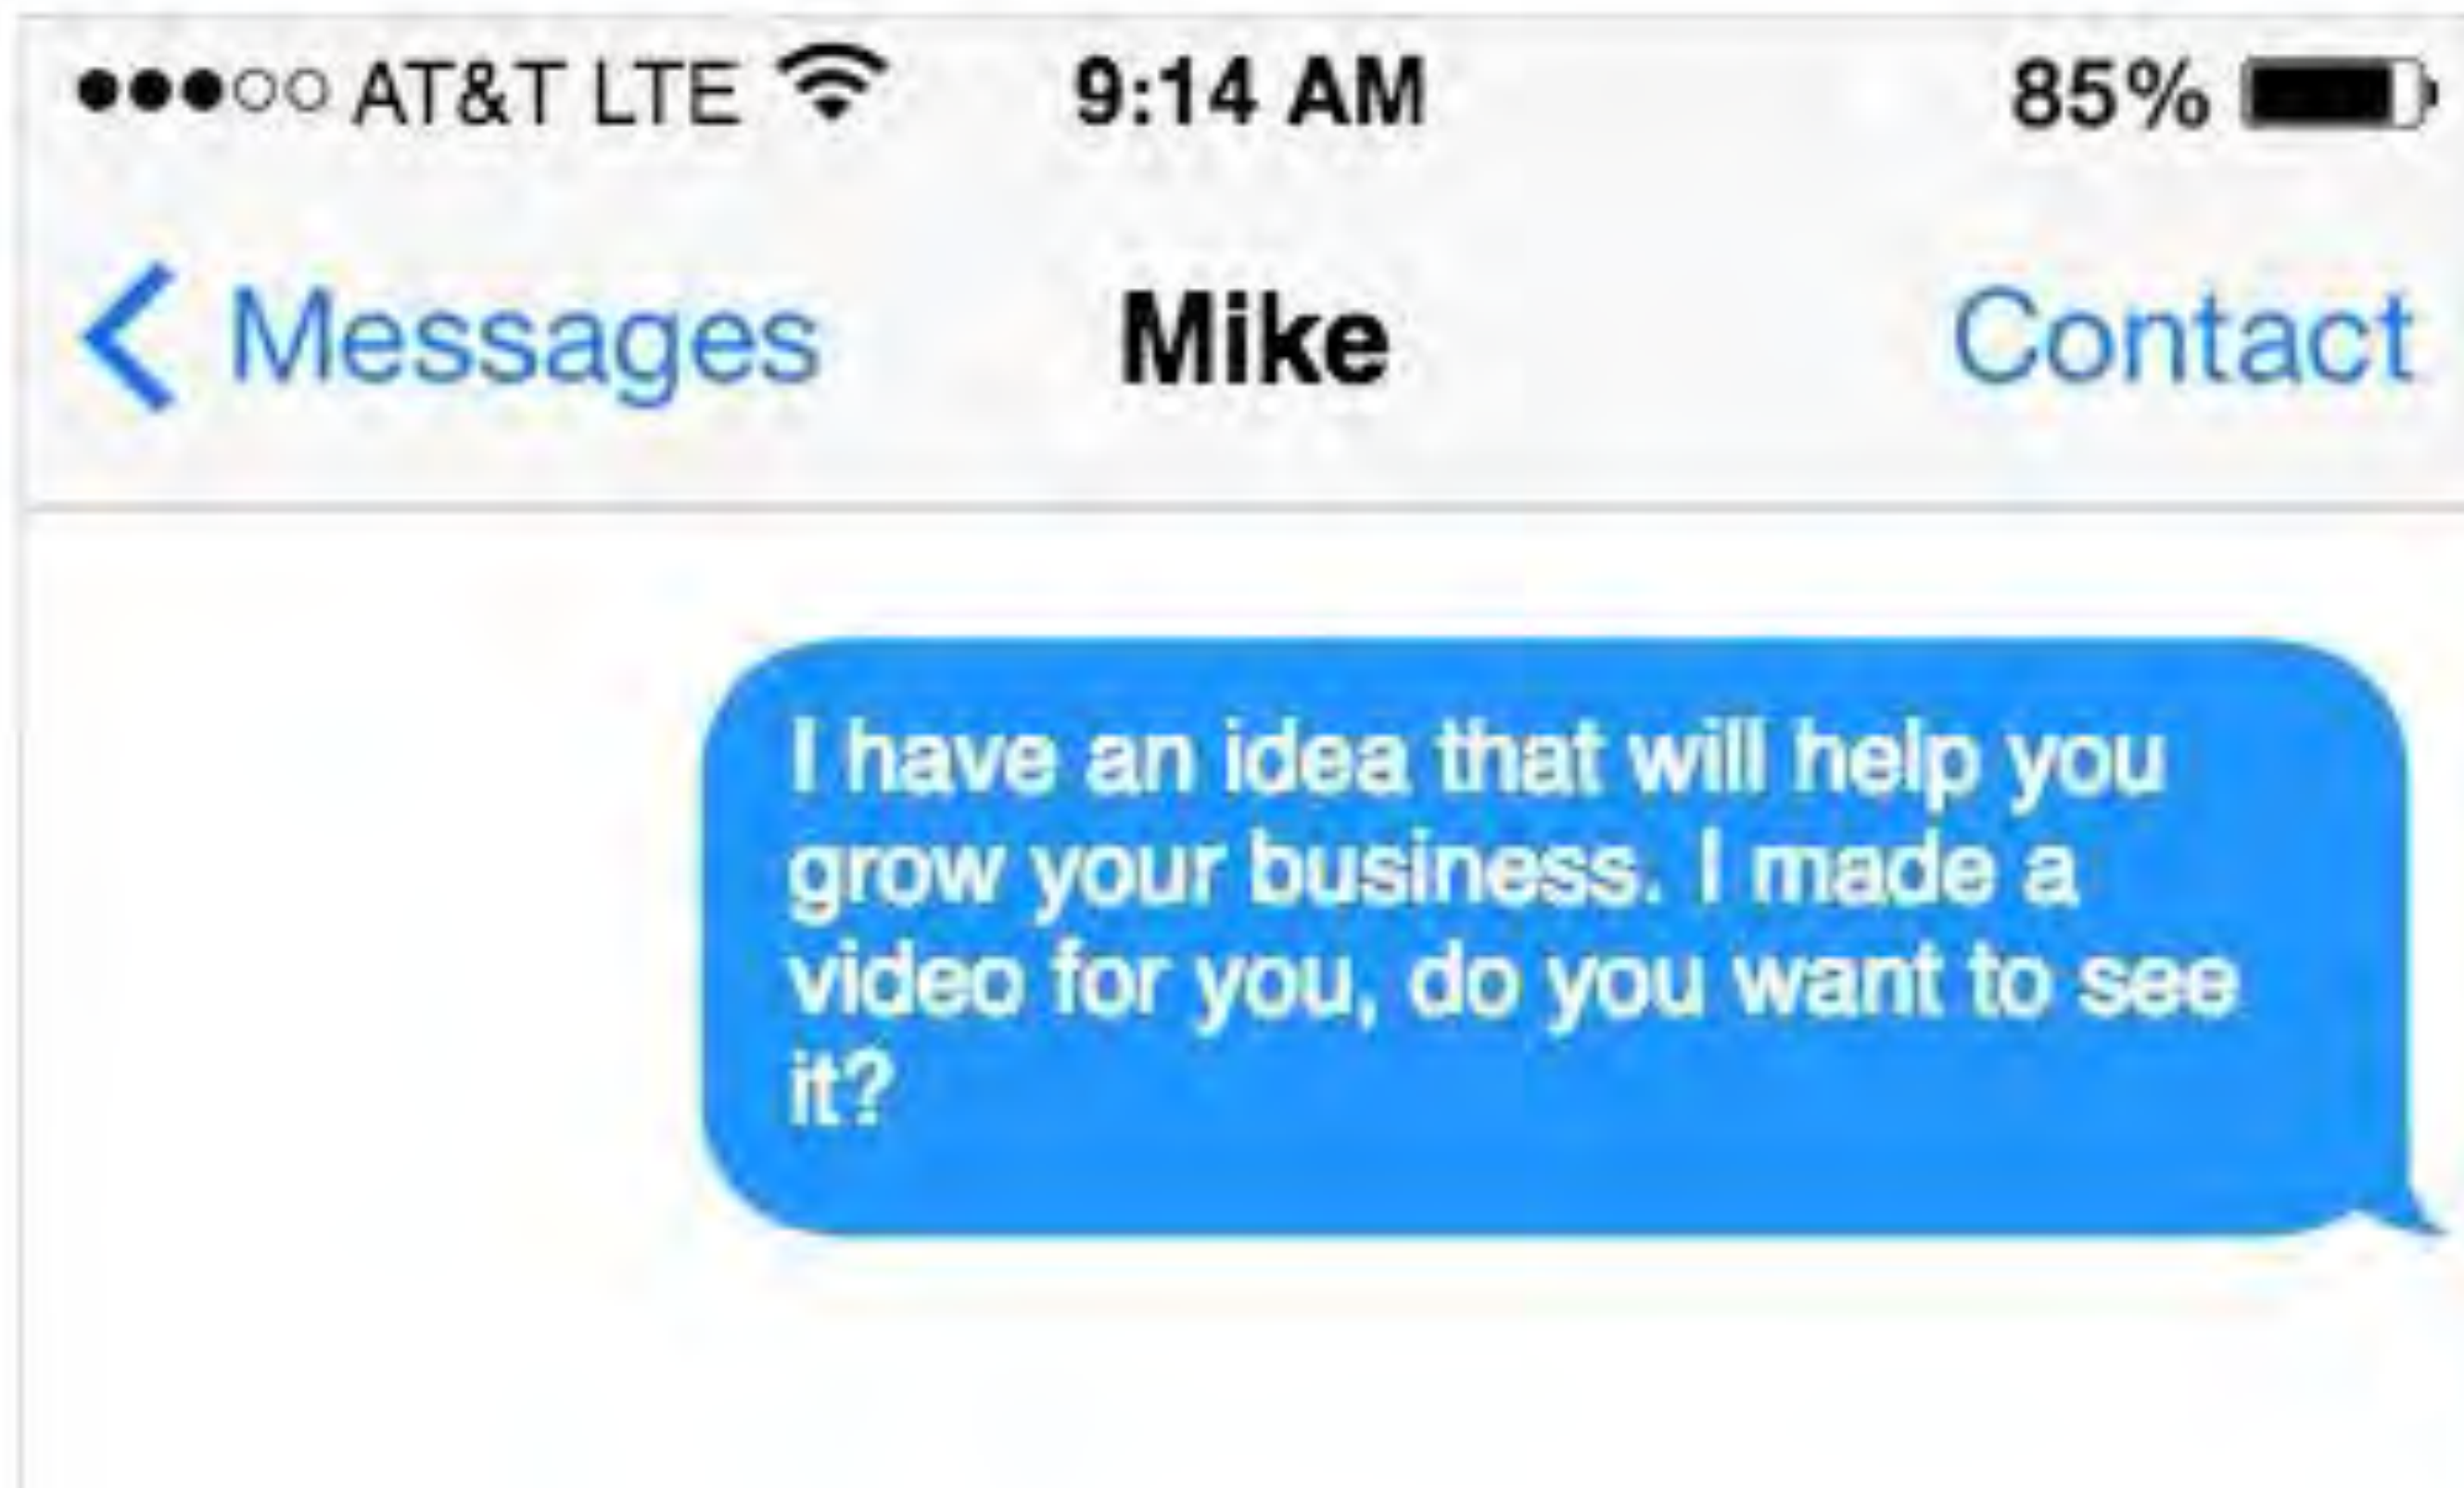 AT&T LTE 9:14 AM 85%
Messages Mike Contact
I have an idea that will help you
grow your business. I made a
video for you, do you want to see
it?